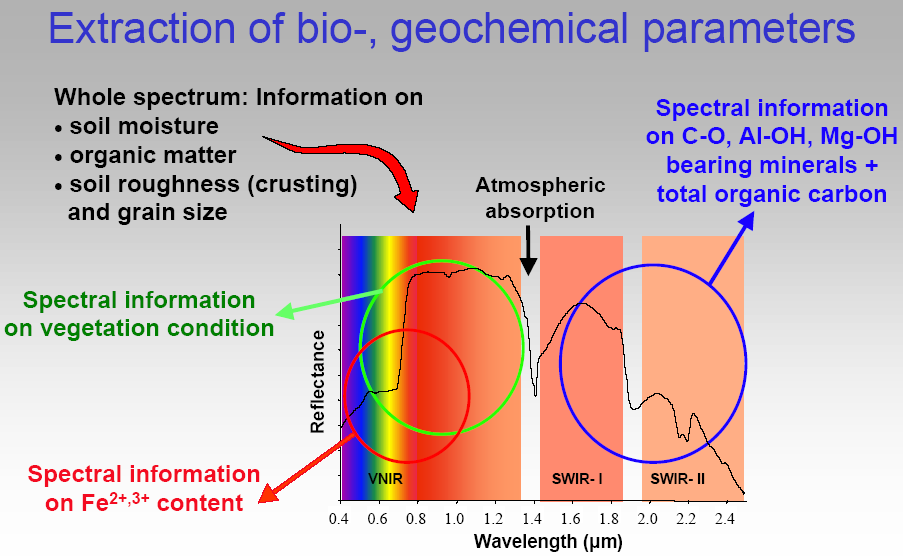 Extraction of bio-, geochemical parameters
Whole spectrum: Information on
• soil moisture
• organic matter
• soil roughness (crusting)
and grain size
Spectral information
on C-O, Al-OH, Mg-OH
bearing minerals +
total organic carbon
Atmospheric
absorption
Spectral information
on vegetation condition
Spectral information
on Fe2+,3+ content
Reflectance
VNIR
SWIR- I
SWIR- II
0.4 0.6 0.8 1.0 1.2 1.4 1.6 1.8 2.0 2.2 2.4
Wavelength (µm)